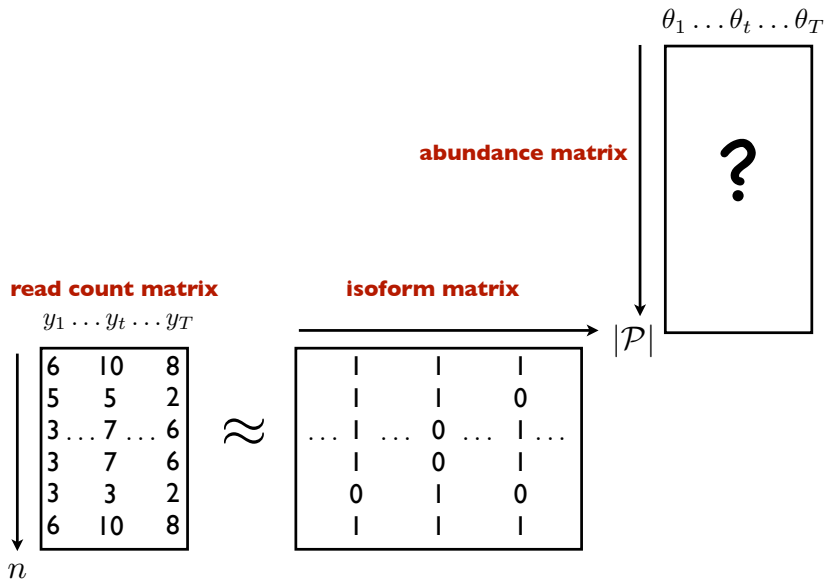 θ₁ … θₜ … θ_T
abundance matrix
?
read count matrix
isoform matrix
y₁ … yₜ … y_T
|𝒫|
6 10 8 1 1 1
5 5 2 1 1 0
3 … 7 … 6 ≈ … 1 … 0 … 1 …
3 7 6 1 0 1
3 3 2 0 1 0
6 10 8 1 1 1
n